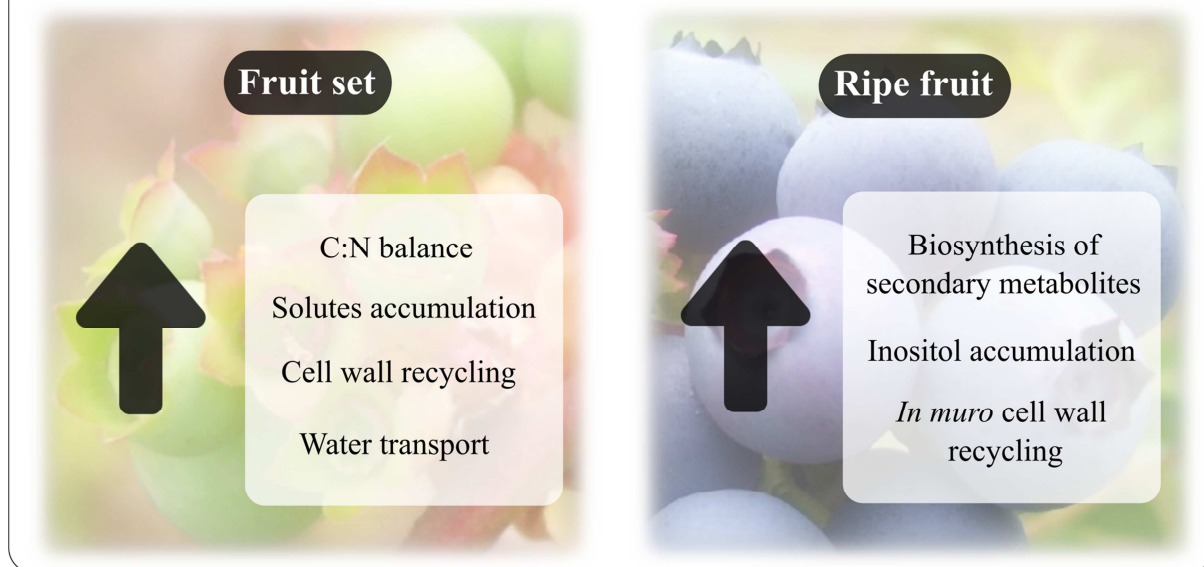 Fruit set
C:N balance
Solutes accumulation
Cell wall recycling
Water transport
Ripe fruit
Biosynthesis of
secondary metabolites
Inositol accumulation
In muro cell wall
recycling